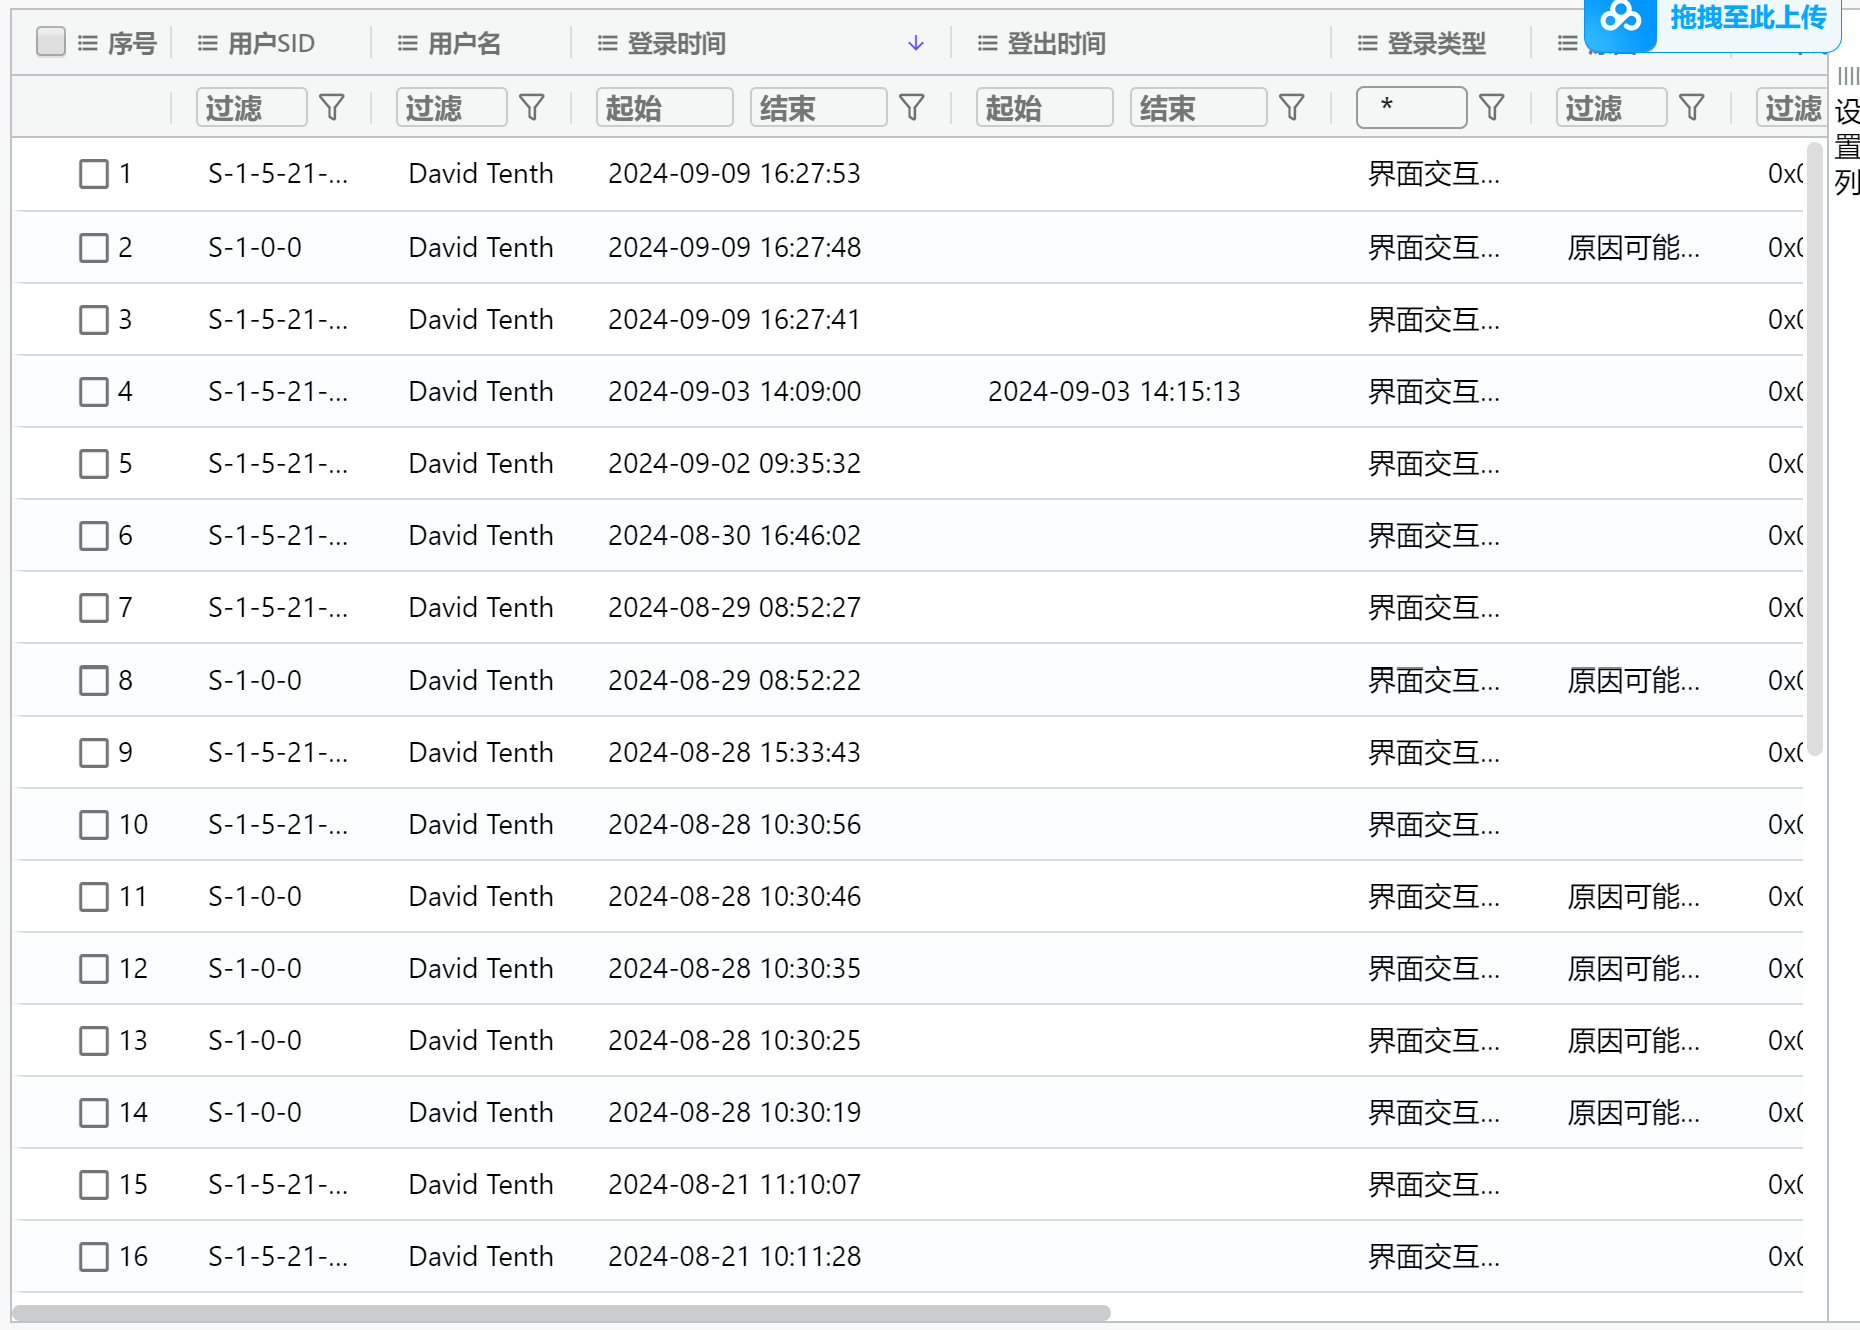 序号 用户SID 用户名 登录时间 登出时间 登录类型
拖拽至此上传
过滤 过滤 起始 结束 起始 结束 * 过滤 过滤
设置列
1 S-1-5-21-... David Tenth 2024-09-09 16:27:53 界面交互...
2 S-1-0-0 David Tenth 2024-09-09 16:27:48 界面交互... 原因可能...
3 S-1-5-21-... David Tenth 2024-09-09 16:27:41 界面交互...
4 S-1-5-21-... David Tenth 2024-09-03 14:09:00 2024-09-03 14:15:13 界面交互...
5 S-1-5-21-... David Tenth 2024-09-02 09:35:32 界面交互...
6 S-1-5-21-... David Tenth 2024-08-30 16:46:02 界面交互...
7 S-1-5-21-... David Tenth 2024-08-29 08:52:27 界面交互...
8 S-1-0-0 David Tenth 2024-08-29 08:52:22 界面交互... 原因可能...
9 S-1-5-21-... David Tenth 2024-08-28 15:33:43 界面交互...
10 S-1-5-21-... David Tenth 2024-08-28 10:30:56 界面交互...
11 S-1-0-0 David Tenth 2024-08-28 10:30:46 界面交互... 原因可能...
12 S-1-0-0 David Tenth 2024-08-28 10:30:35 界面交互... 原因可能...
13 S-1-0-0 David Tenth 2024-08-28 10:30:25 界面交互... 原因可能...
14 S-1-0-0 David Tenth 2024-08-28 10:30:19 界面交互... 原因可能...
15 S-1-5-21-... David Tenth 2024-08-21 11:10:07 界面交互...
16 S-1-5-21-... David Tenth 2024-08-21 10:11:28 界面交互...